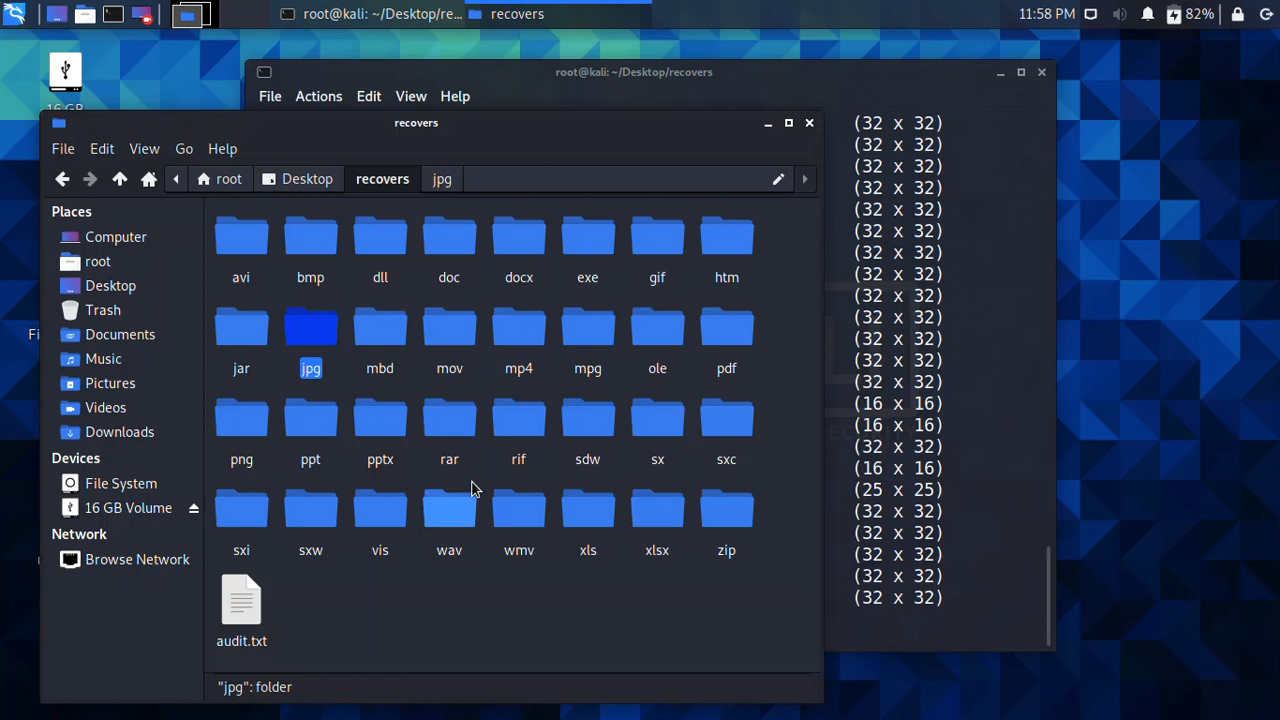 root@kali: ~/Desktop/re... recovers 11:58 PM 82%
root@kali: ~/Desktop/recovers
File Actions Edit View Help
16 GB
recovers
File Edit View Go Help
root Desktop recovers jpg
Places
Computer
root
Desktop
Trash
Documents
Music
Pictures
Videos
Downloads
Devices
File System
16 GB Volume
Network
Browse Network
avi bmp dll doc docx exe gif htm
jar jpg mbd mov mp4 mpg ole pdf
png ppt pptx rar rif sdw sx sxc
sxi sxw vis wav wmv xls xlsx zip
audit.txt
"jpg": folder
(32 x 32)
(32 x 32)
(32 x 32)
(32 x 32)
(32 x 32)
(32 x 32)
(32 x 32)
(32 x 32)
(32 x 32)
(32 x 32)
(32 x 32)
(32 x 32)
(32 x 32)
(16 x 16)
(16 x 16)
(32 x 32)
(16 x 16)
(25 x 25)
(32 x 32)
(32 x 32)
(32 x 32)
(32 x 32)
(32 x 32)